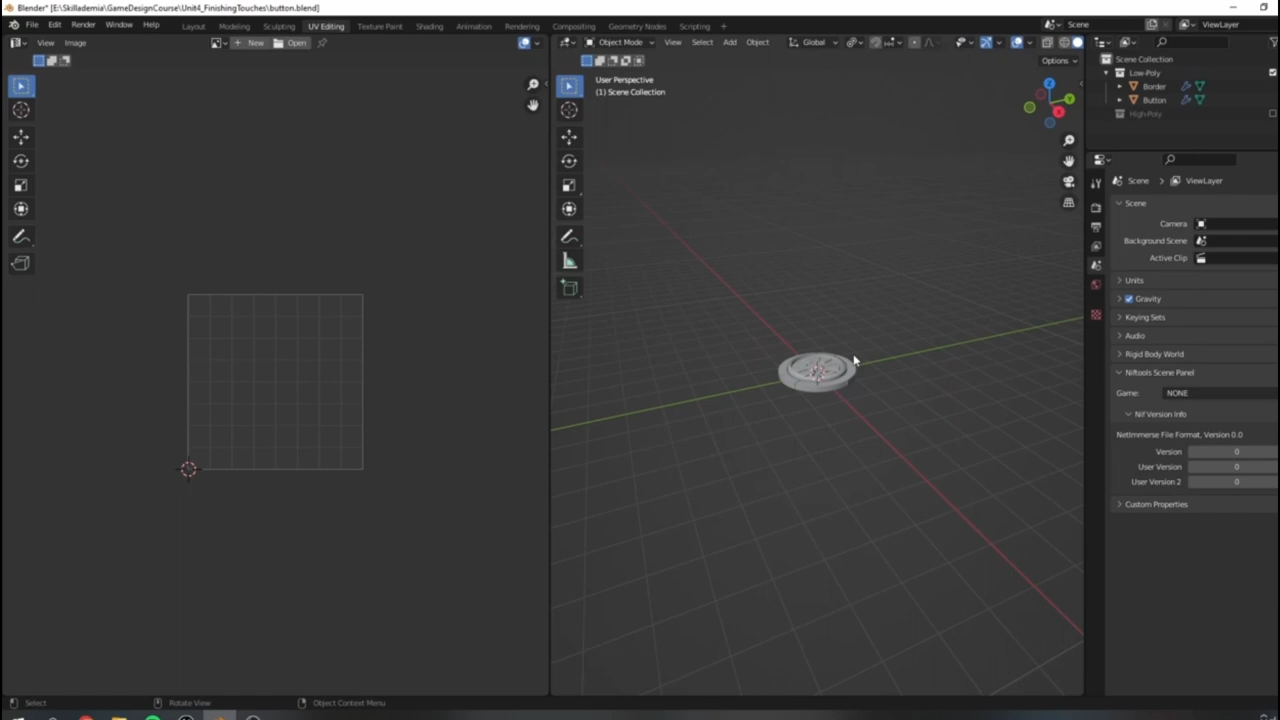 Blender* [E:\Skillademia\GameDesignCourse\Unit4_FinishingTouches\button.blend]
File Edit Render Window Help Layout Modeling Sculpting UV Editing Texture Paint Shading Animation Rendering Compositing Geometry Nodes Scripting + Scene ViewLayer
View Image New Open Object Mode View Select Add Object Global
Options
User Perspective
(1) Scene Collection
Z
Y
X
Scene Collection
Low-Poly
Border
Button
High-Poly
Scene ViewLayer
Scene
Camera
Background Scene
Active Clip
Units
Gravity
Keying Sets
Audio
Rigid Body World
Niftools Scene Panel
Game: NONE
Nif Version Info
NetImmerse File Format, Version 0.0
Version 0
User Version 0
User Version 2 0
Custom Properties
Select Rotate View Object Context Menu